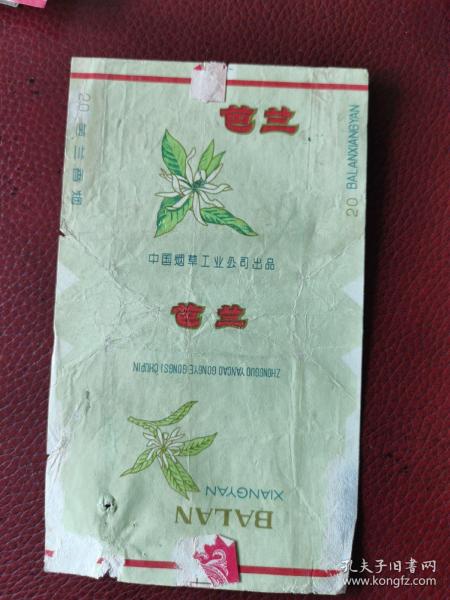 芭兰
20 BALANXIANGYAN
20 芭兰香烟
中国烟草工业公司出品
芭兰
ZHONGGUO YANCAO GONGYE GONGSI CHUPIN
BALAN
XIANGYAN
孔夫子旧书网
www.kongfz.com